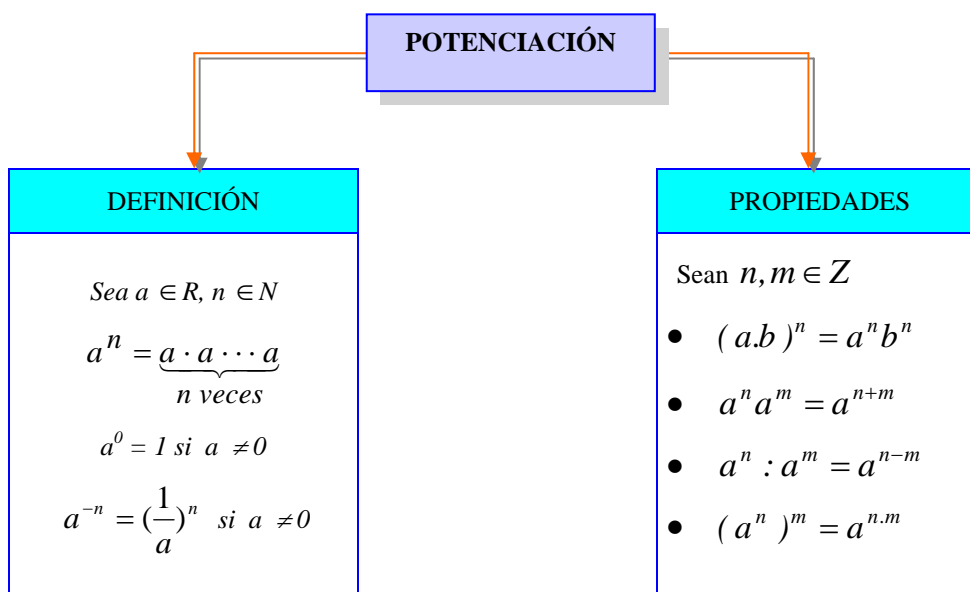 POTENCIACIÓN
DEFINICIÓN
Sea a ∈ R, n ∈ N
aⁿ = a · a ··· a
n veces
a⁰ = 1 si a ≠ 0
a⁻ⁿ = (1/a)ⁿ si a ≠ 0
PROPIEDADES
Sean n, m ∈ Z
• (a.b)ⁿ = aⁿbⁿ
• aⁿaᵐ = aⁿ⁺ᵐ
• aⁿ : aᵐ = aⁿ⁻ᵐ
• (aⁿ)ᵐ = aⁿ·ᵐ